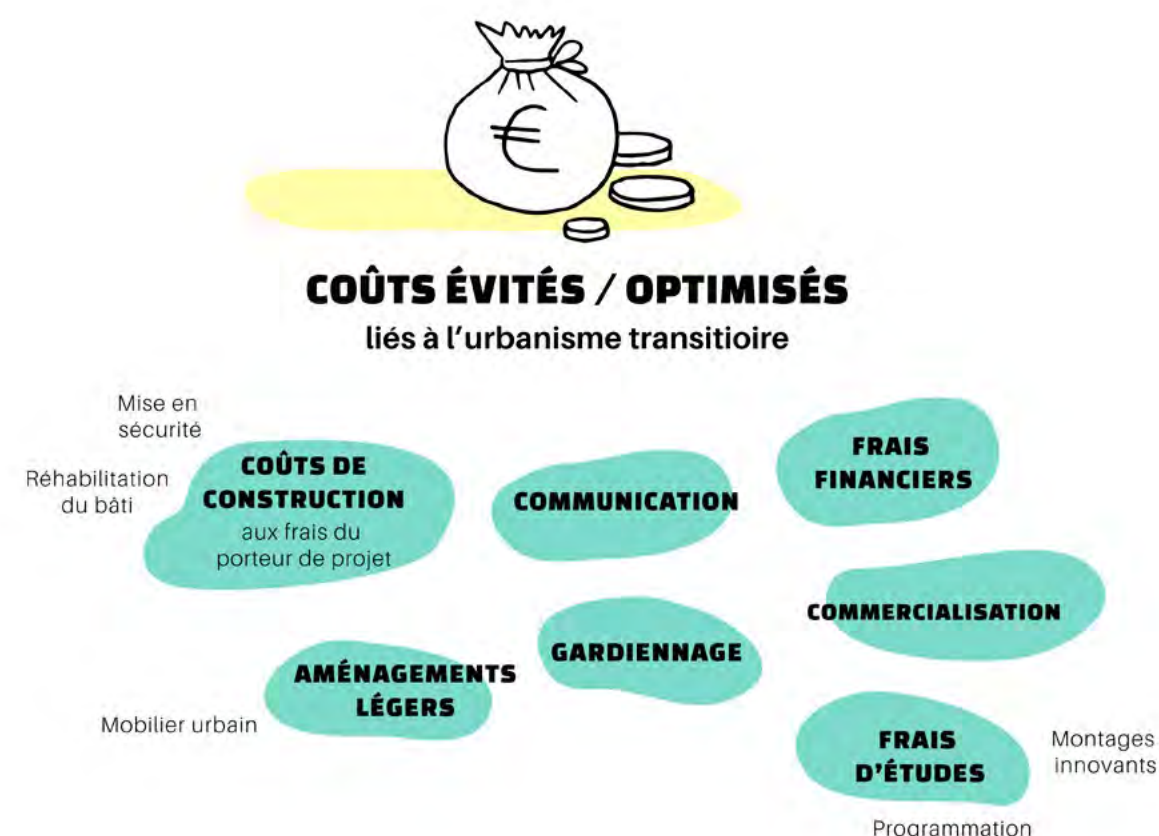 €
COÛTS ÉVITÉS / OPTIMISÉS
liés à l’urbanisme transitioire
Mise en
sécurité
Réhabilitation
du bâti
COÛTS DE
CONSTRUCTION
aux frais du
porteur de projet
COMMUNICATION
FRAIS
FINANCIERS
COMMERCIALISATION
GARDIENNAGE
AMÉNAGEMENTS
LÉGERS
Mobilier urbain
FRAIS
D’ÉTUDES
Montages
innovants
Programmation